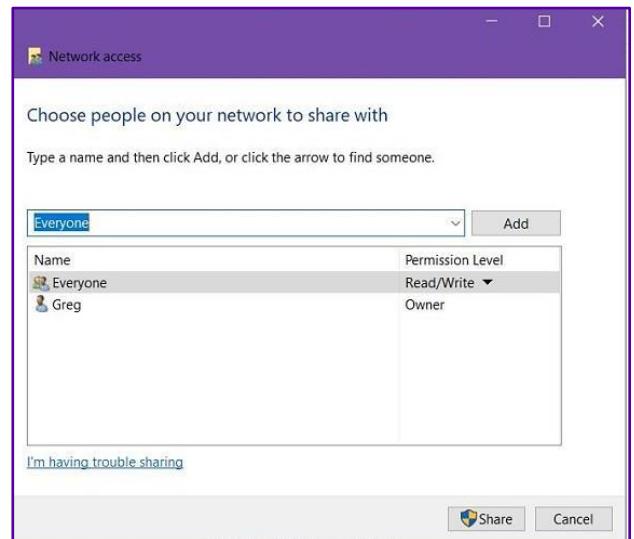 Network access
Choose people on your network to share with
Type a name and then click Add, or click the arrow to find someone.
Everyone Add
Name Permission Level
Everyone Read/Write
Greg Owner
I'm having trouble sharing
Share Cancel